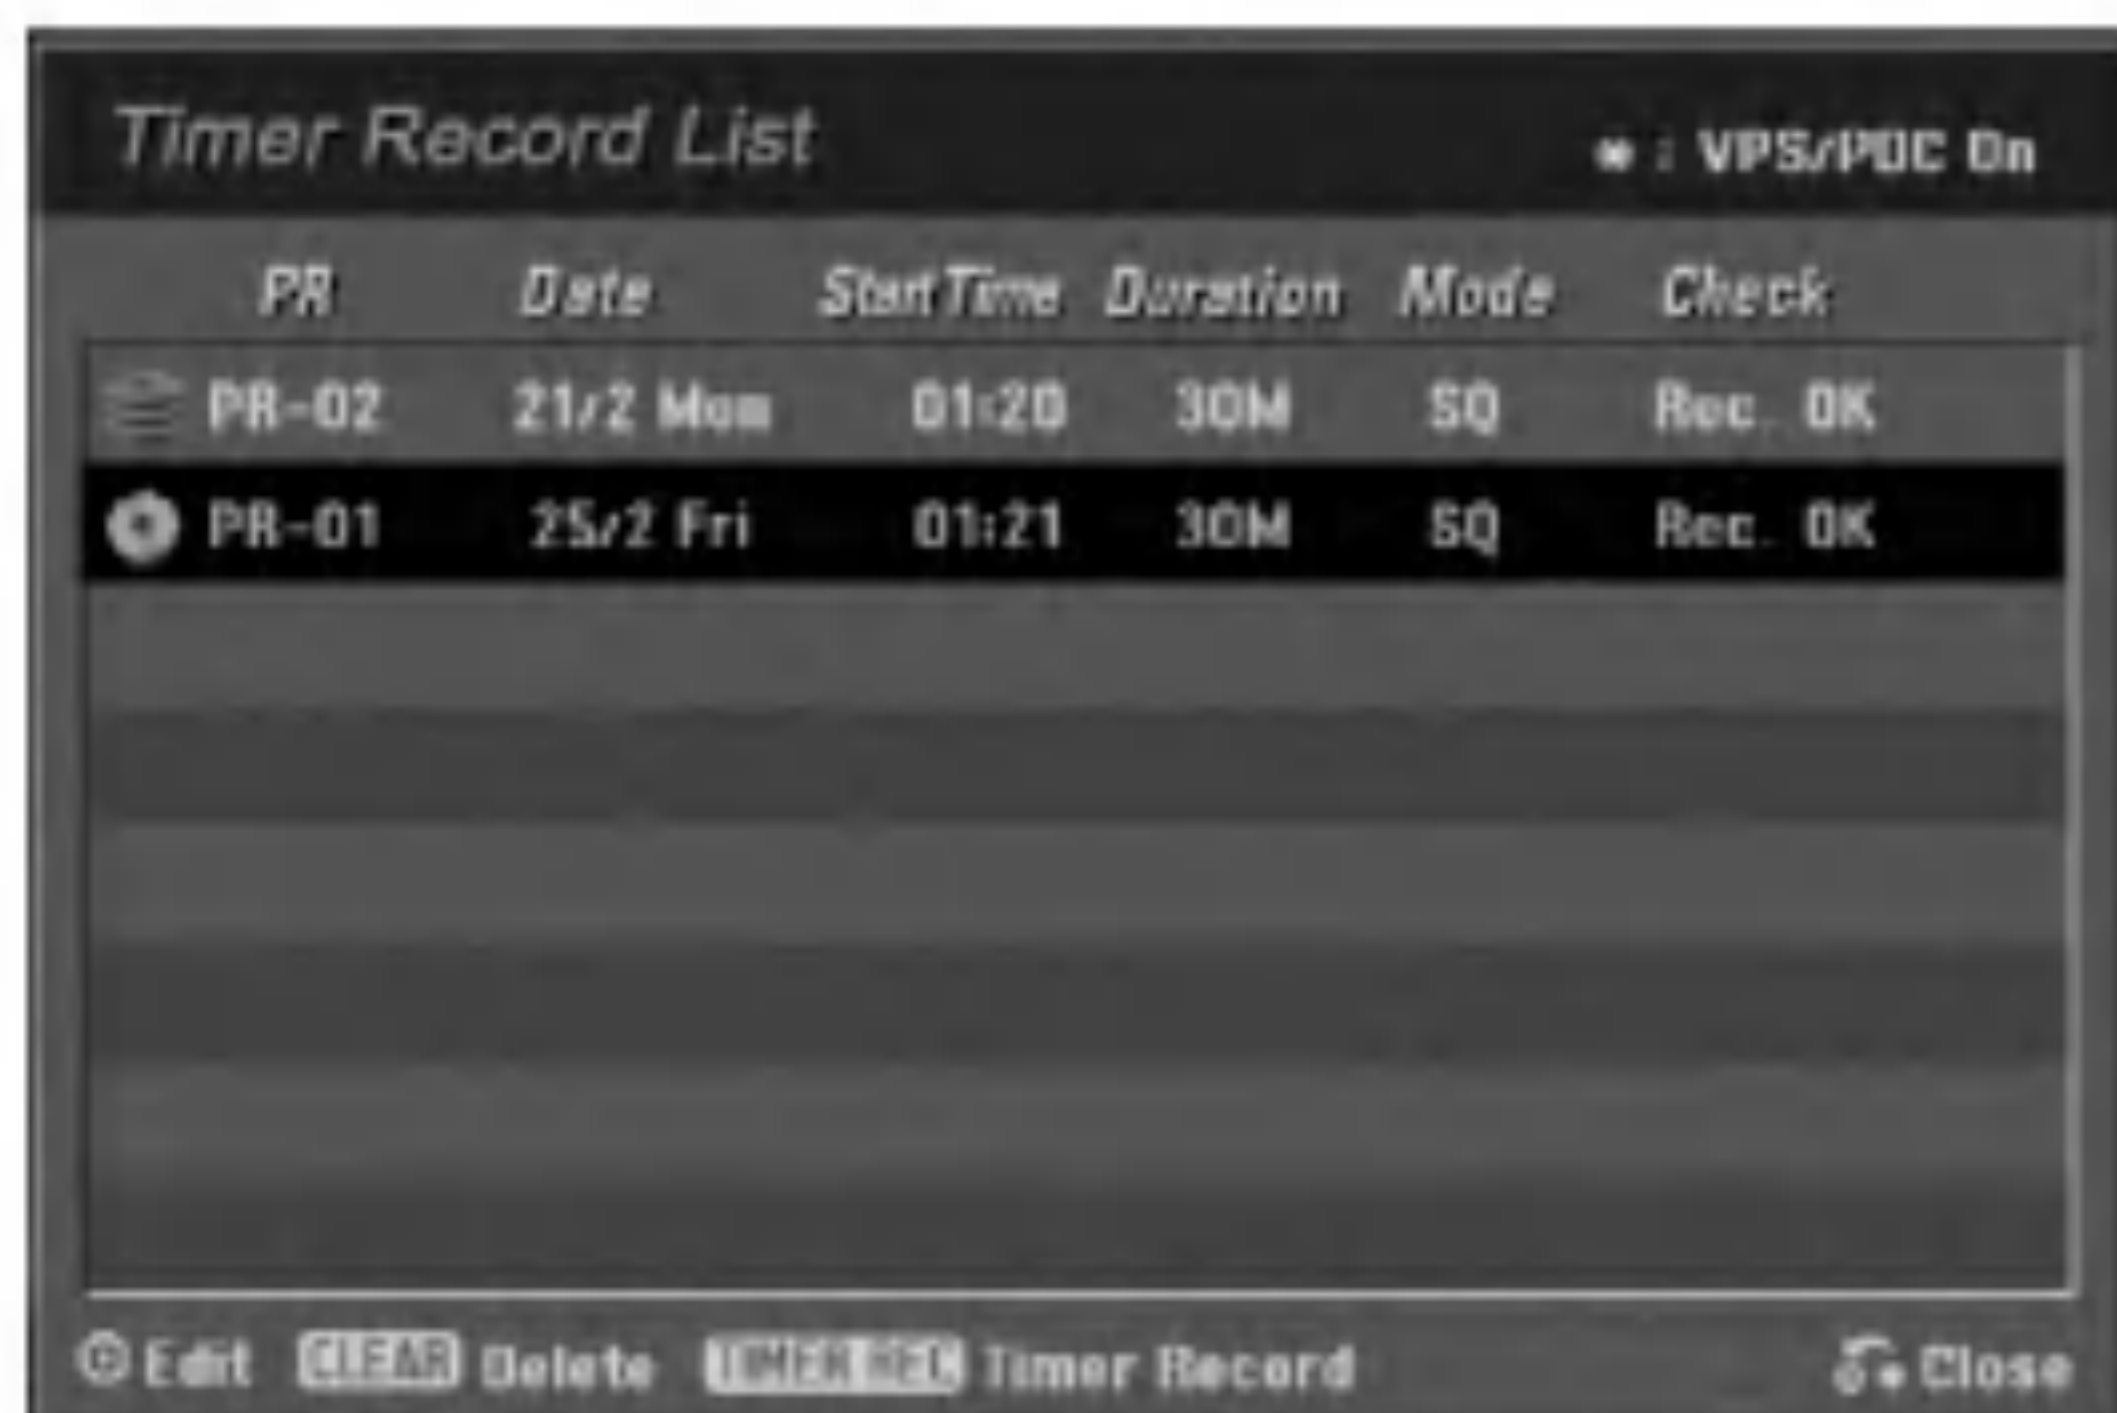 Timer Record List
* : VPS/PDC On
PR Date Start Time Duration Mode Check
PR-02 21/2 Mon 01:20 30M SQ Rec. OK
PR-01 25/2 Fri 01:21 30M SQ Rec. OK
Edit CLEAR Delete TIMER REC Timer Record Close